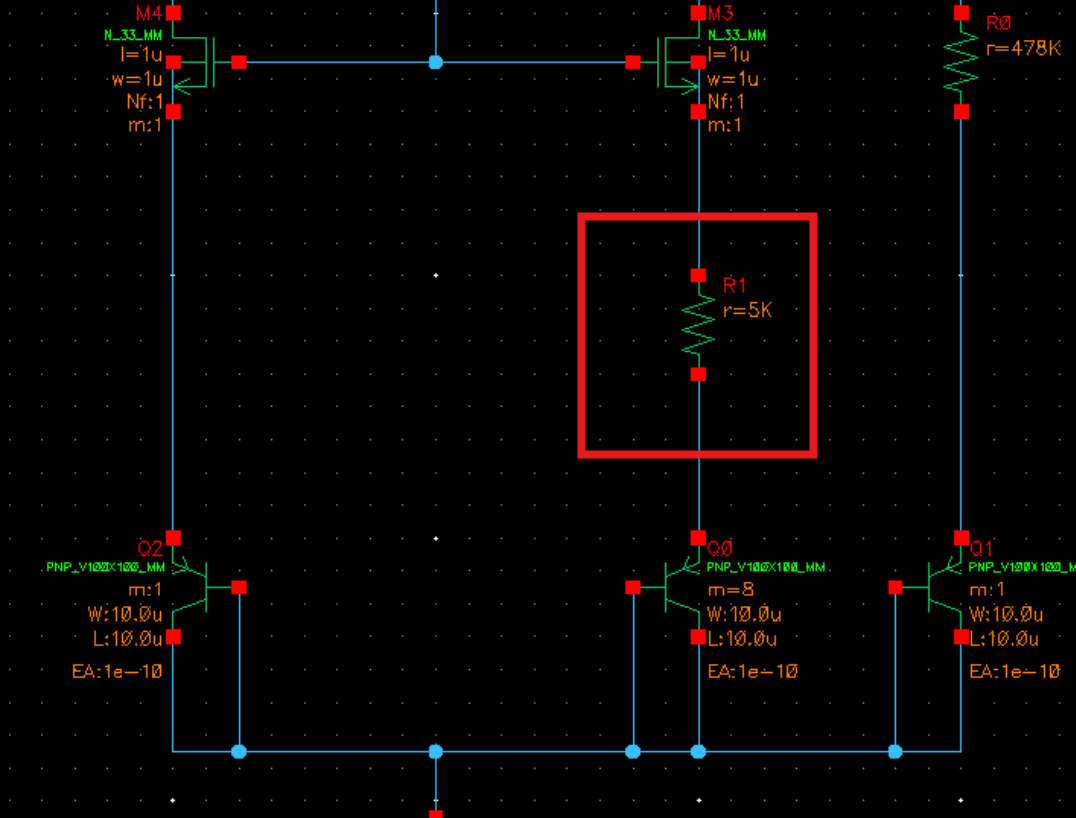 M4
N_33_MM
l=1u
w=1u
Nf:1
m:1
M3
N_33_MM
l=1u
w=1u
Nf:1
m:1
R0
r=478K
R1
r=5K
Q2
PNP_V100X100_MM
m:1
W:10.0u
L:10.0u
EA:1e-10
Q0
PNP_V100X100_MM
m=8
W:10.0u
L:10.0u
EA:1e-10
Q1
PNP_V100X100_M
m:1
W:10.0u
L:10.0u
EA:1e-10